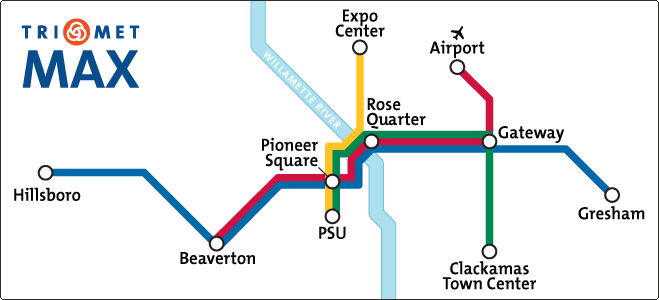 TRI MET
MAX
Expo
Center
Airport
WILLAMETTE RIVER
Rose
Quarter
Gateway
Pioneer
Square
Hillsboro
Gresham
PSU
Beaverton
Clackamas
Town Center